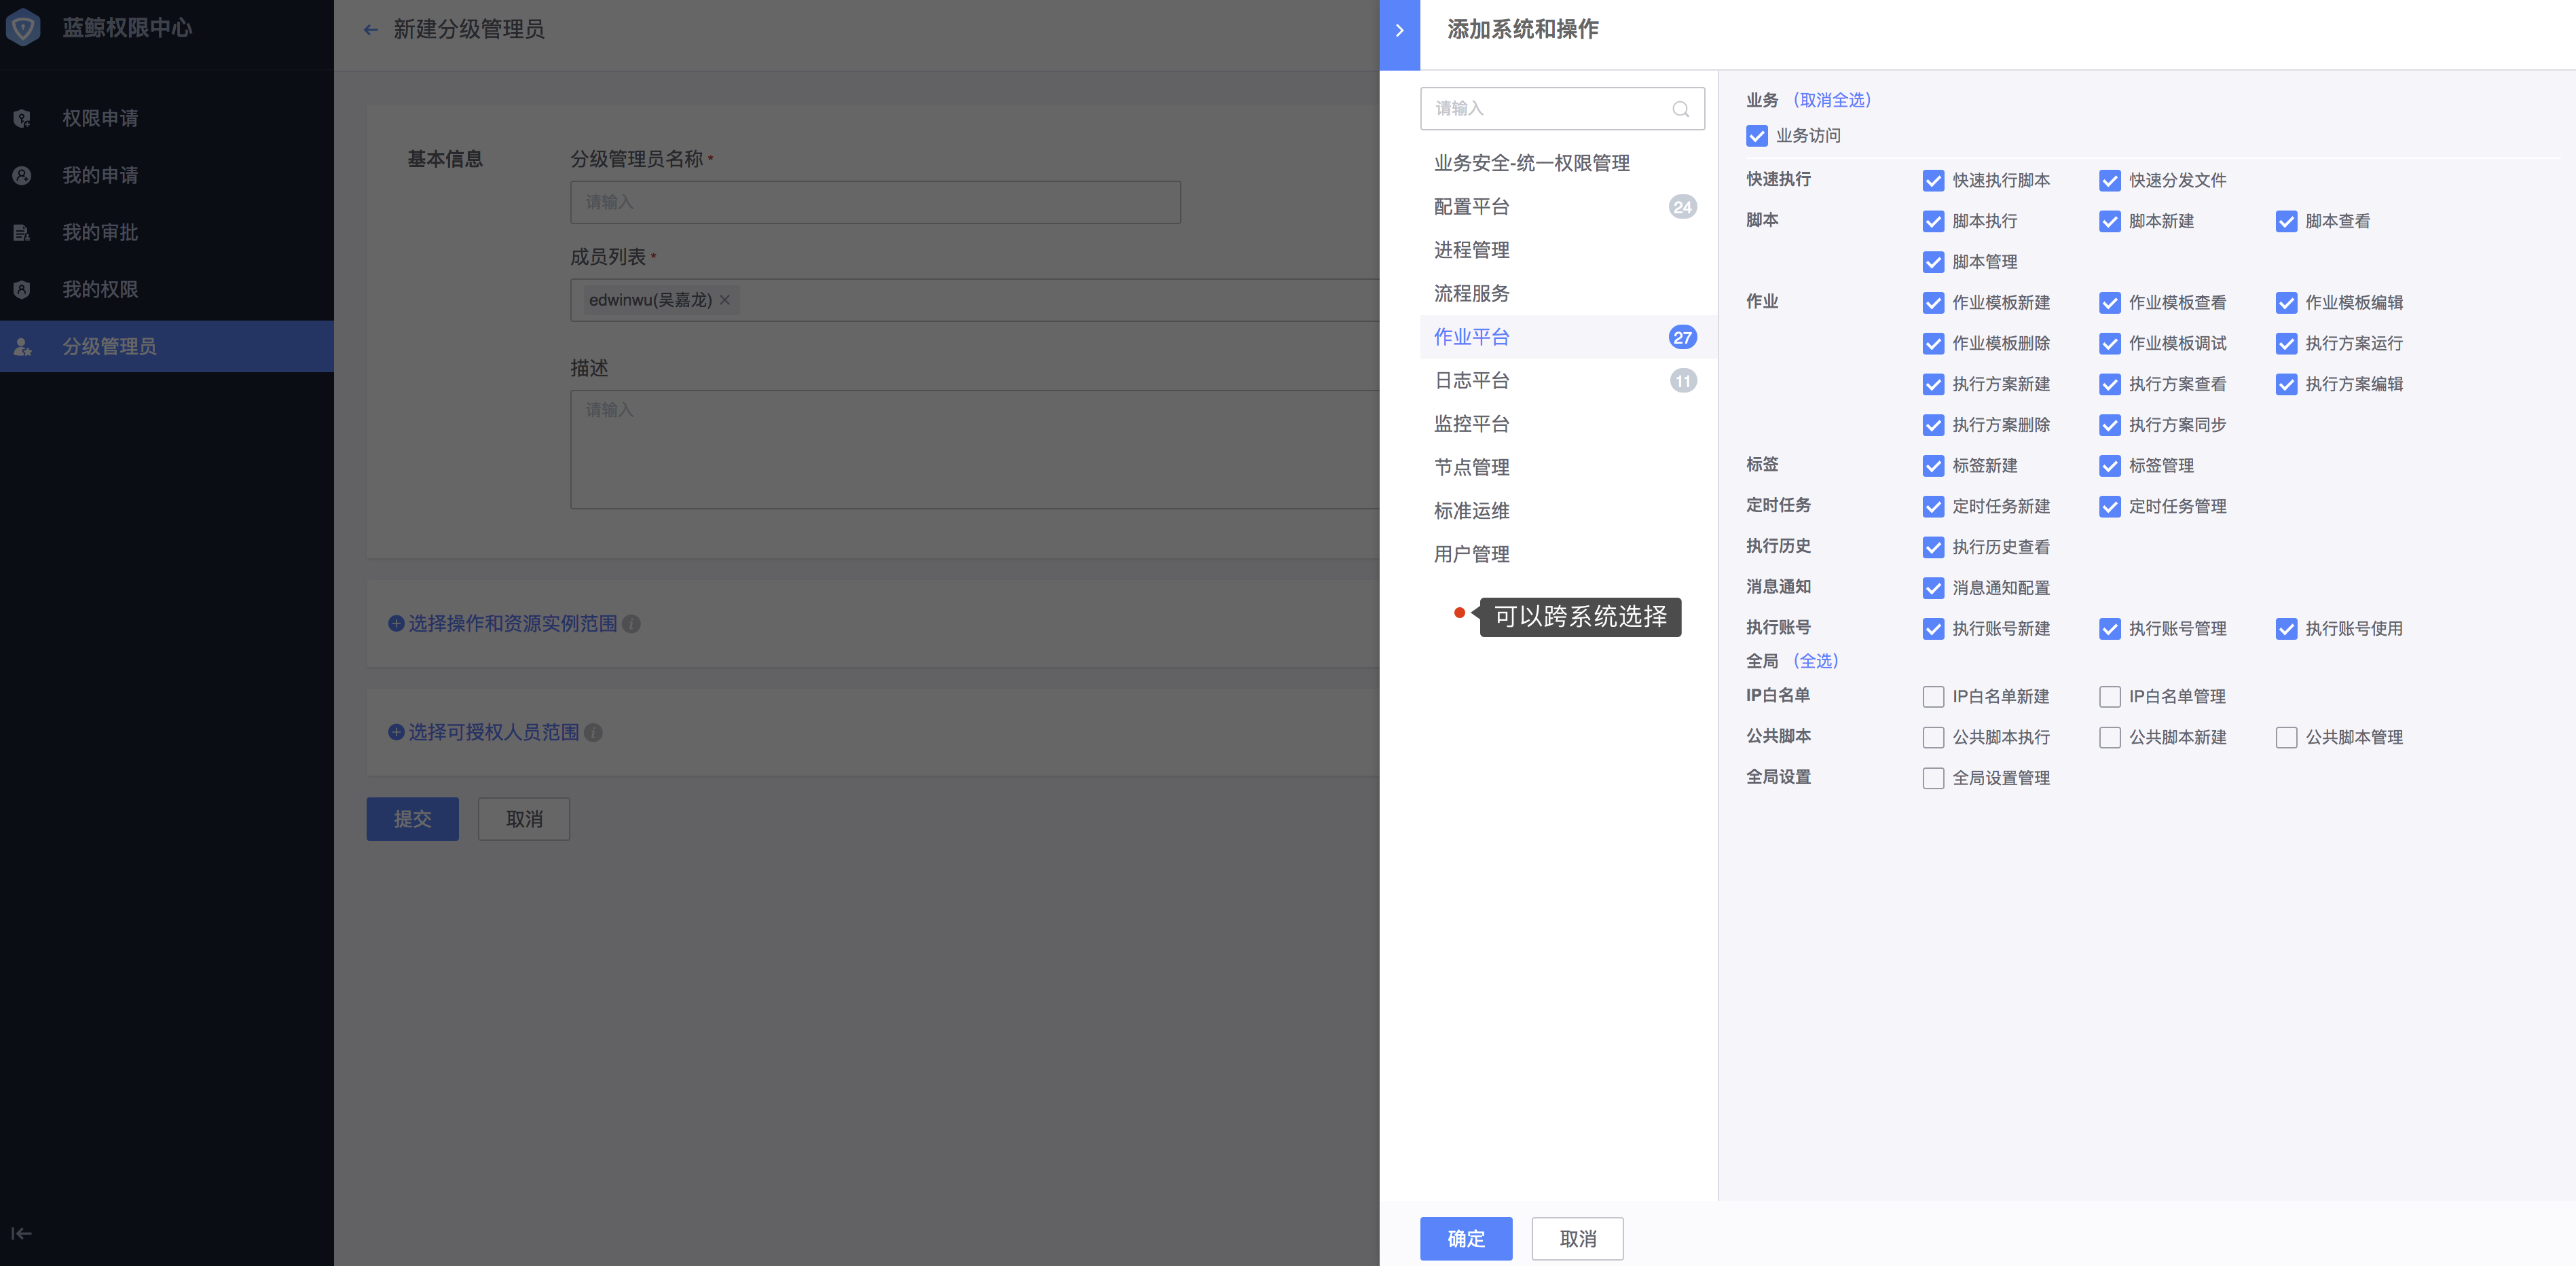 蓝鲸权限中心
权限申请
我的申请
我的审批
我的权限
分级管理员
新建分级管理员
基本信息
分级管理员名称 *
请输入
成员列表 *
edwinwu(吴嘉龙) ×
描述
请输入
选择操作和资源实例范围
选择可授权人员范围
提交 取消
添加系统和操作
请输入
业务安全-统一权限管理
配置平台 24
进程管理
流程服务
作业平台 27
日志平台 11
监控平台
节点管理
标准运维
用户管理
可以跨系统选择
业务 (取消全选)
业务访问
快速执行 快速执行脚本 快速分发文件
脚本 脚本执行 脚本新建 脚本查看
脚本管理
作业 作业模板新建 作业模板查看 作业模板编辑
作业模板删除 作业模板调试 执行方案运行
执行方案新建 执行方案查看 执行方案编辑
执行方案删除 执行方案同步
标签 标签新建 标签管理
定时任务 定时任务新建 定时任务管理
执行历史 执行历史查看
消息通知 消息通知配置
执行账号 执行账号新建 执行账号管理 执行账号使用
全局 (全选)
IP白名单 IP白名单新建 IP白名单管理
公共脚本 公共脚本执行 公共脚本新建 公共脚本管理
全局设置 全局设置管理
确定 取消